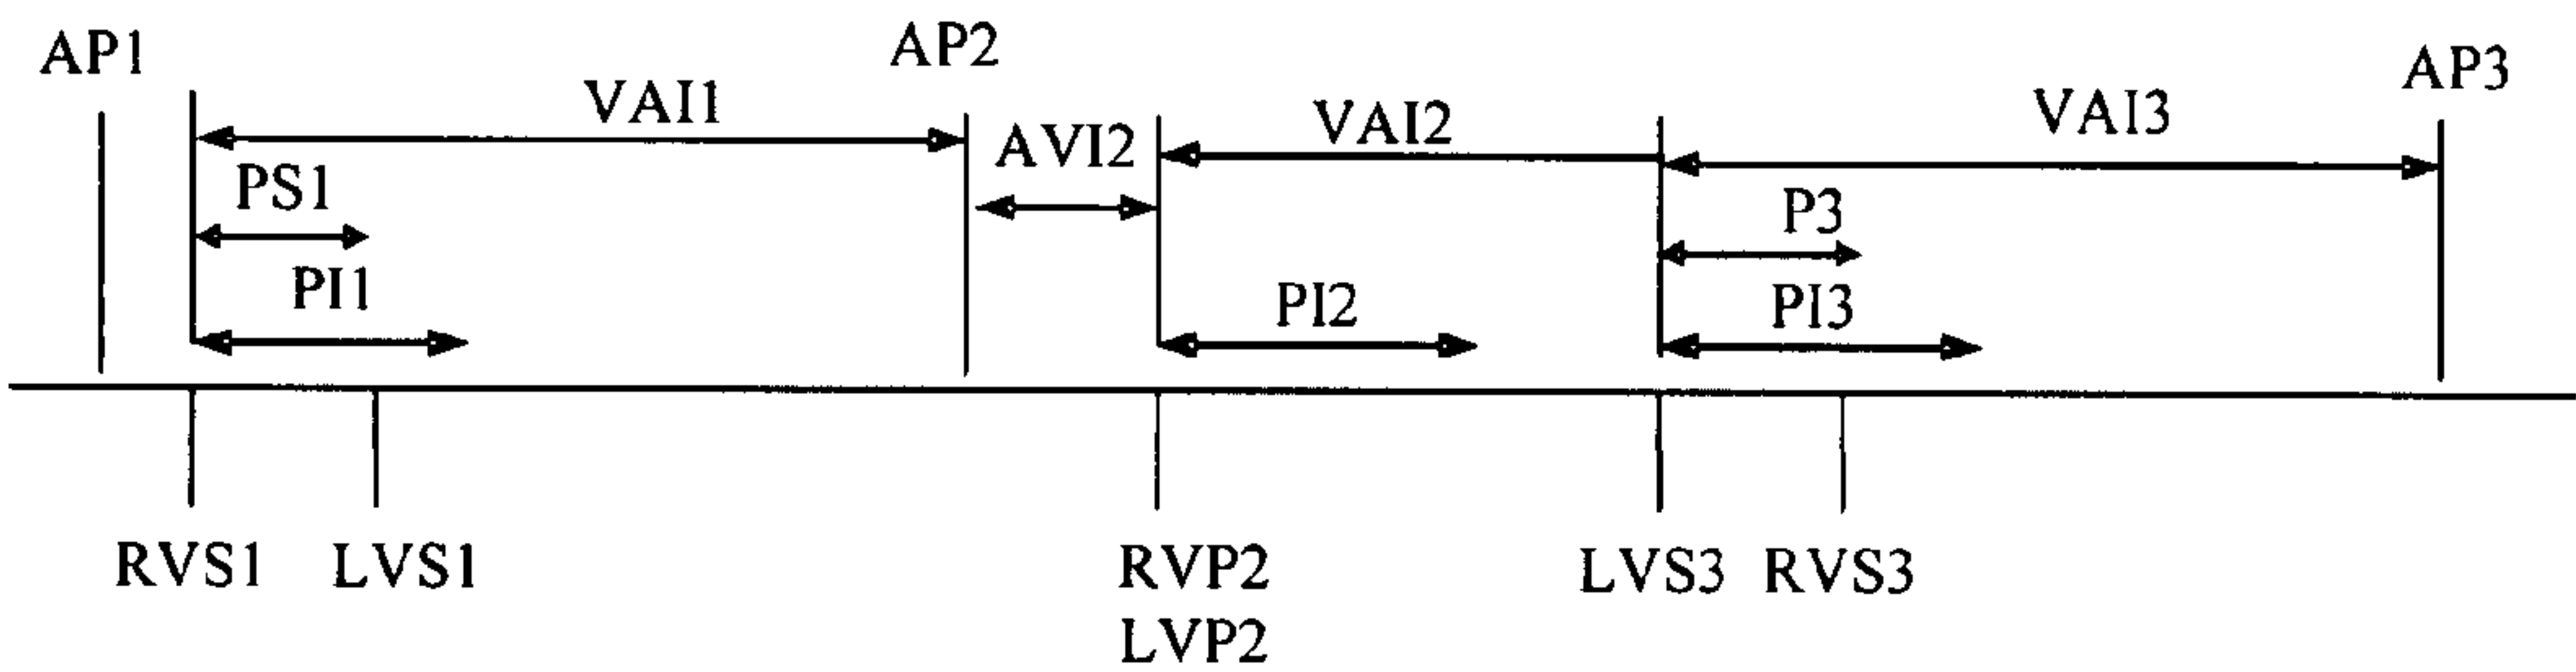 AP1
AP2
AP3
VAI1
AVI2
VAI2
VAI3
PS1
P3
PI1
PI2
PI3
RVS1
LVS1
RVP2
LVP2
LVS3
RVS3